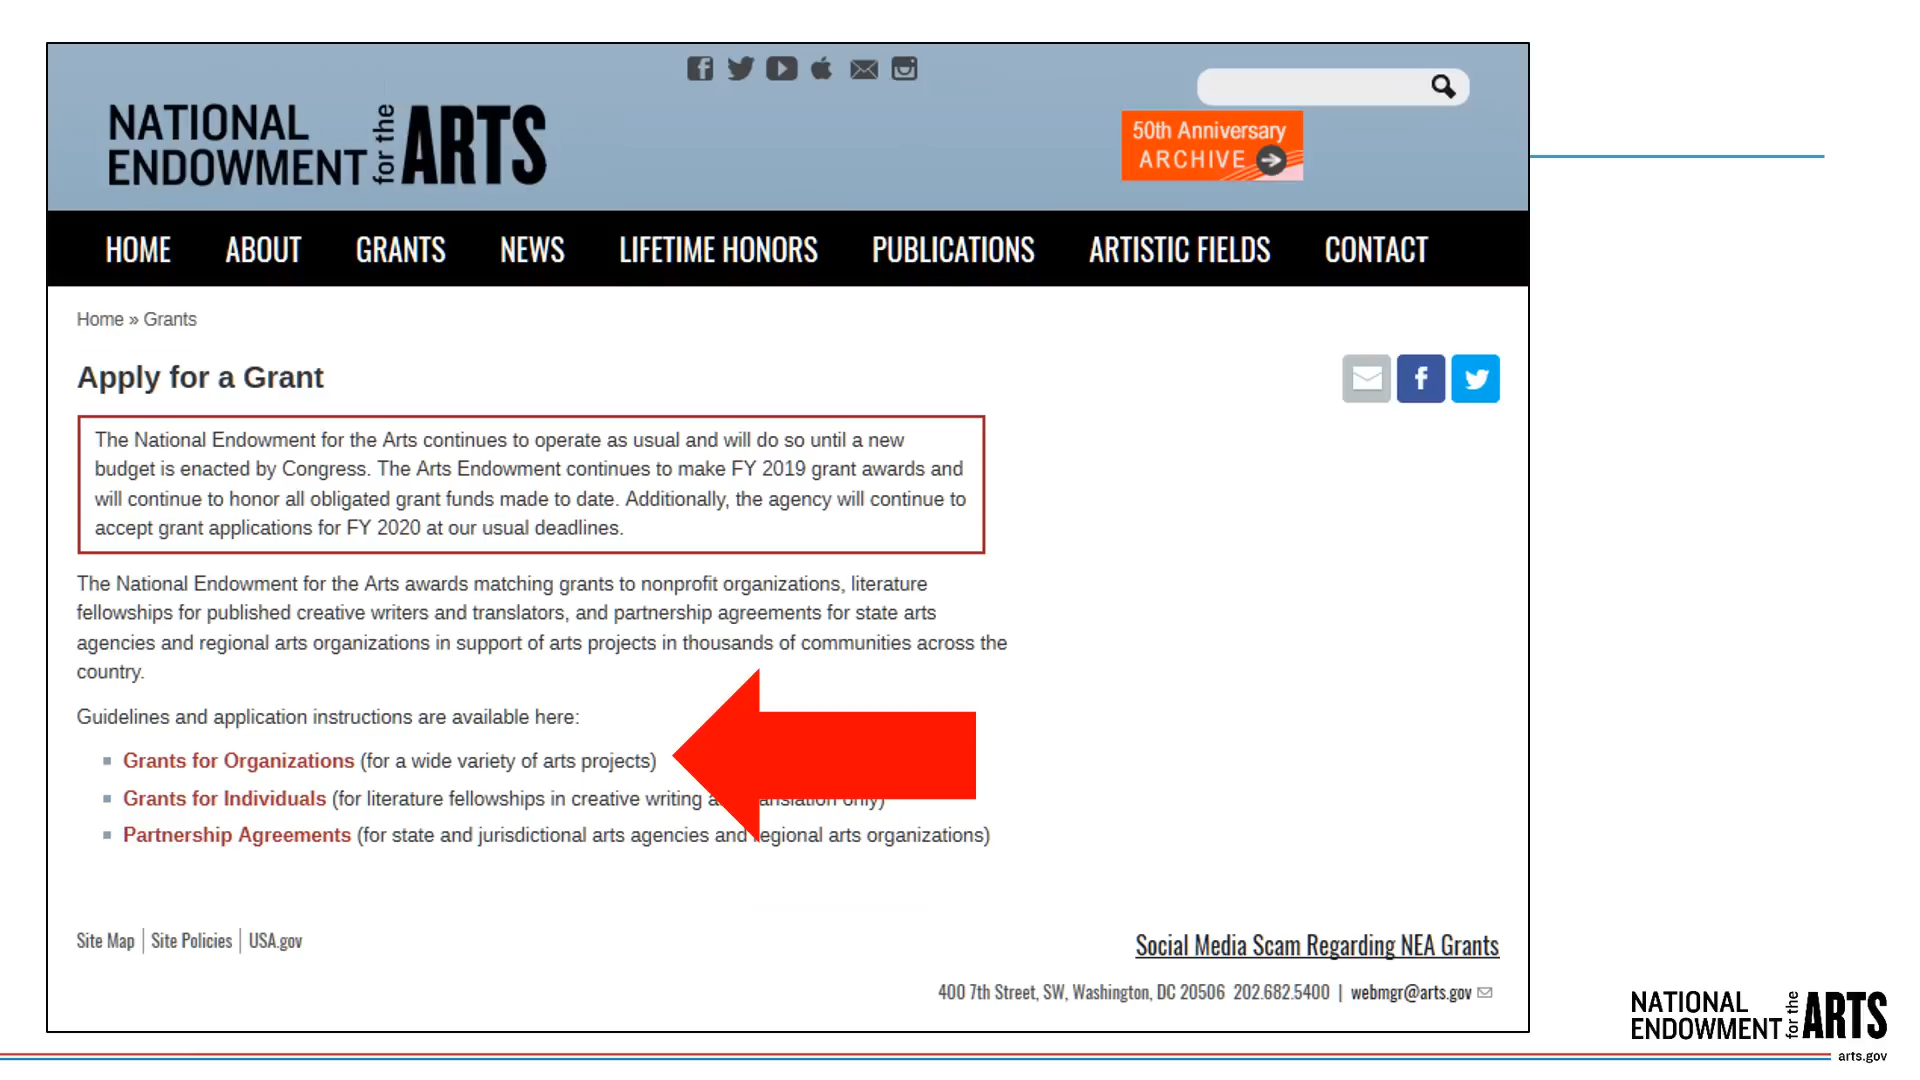 NATIONAL
ENDOWMENT for the ARTS
50th Anniversary
ARCHIVE
HOME ABOUT GRANTS NEWS LIFETIME HONORS PUBLICATIONS ARTISTIC FIELDS CONTACT
Home » Grants
Apply for a Grant
The National Endowment for the Arts continues to operate as usual and will do so until a new
budget is enacted by Congress. The Arts Endowment continues to make FY 2019 grant awards and
will continue to honor all obligated grant funds made to date. Additionally, the agency will continue to
accept grant applications for FY 2020 at our usual deadlines.
The National Endowment for the Arts awards matching grants to nonprofit organizations, literature
fellowships for published creative writers and translators, and partnership agreements for state arts
agencies and regional arts organizations in support of arts projects in thousands of communities across the
country.
Guidelines and application instructions are available here:
Grants for Organizations (for a wide variety of arts projects)
Grants for Individuals (for literature fellowships in creative writing only)
Partnership Agreements (for state and jurisdictional arts agencies and regional arts organizations)
Site Map | Site Policies | USA.gov
Social Media Scam Regarding NEA Grants
400 7th Street, SW, Washington, DC 20506 202.682.5400 | webmgr@arts.gov
NATIONAL
ENDOWMENT for the ARTS
arts.gov